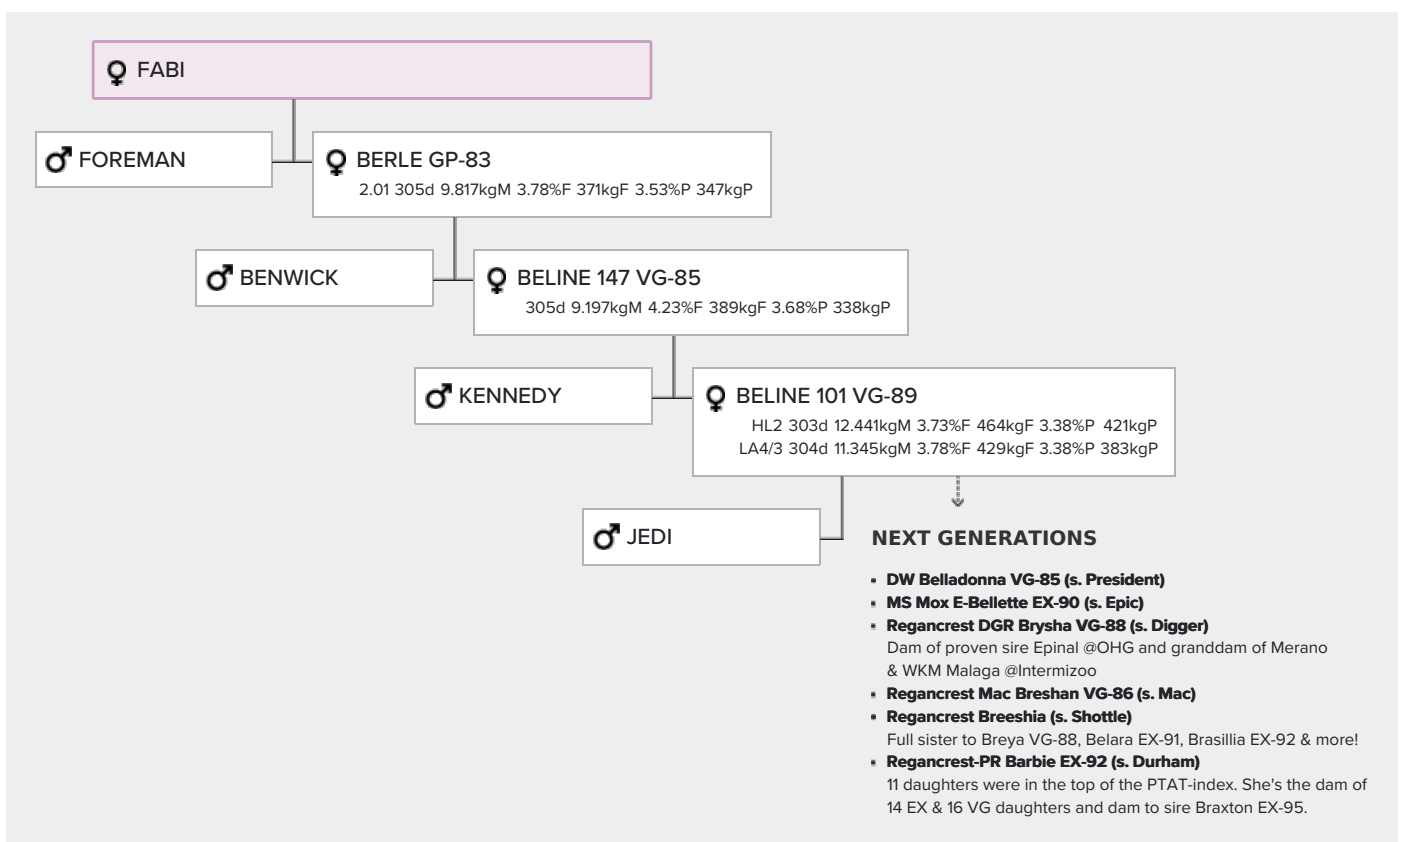 FABI
FOREMAN
BERLE GP-83
2.01 305d 9.817kgM 3.78%F 371kgF 3.53%P 347kgP
BENWICK
BELINE 147 VG-85
305d 9.197kgM 4.23%F 389kgF 3.68%P 338kgP
KENNEDY
BELINE 101 VG-89
HL2 303d 12.441kgM 3.73%F 464kgF 3.38%P 421kgP
LA4/3 304d 11.345kgM 3.78%F 429kgF 3.38%P 383kgP
JEDI
NEXT GENERATIONS
DW Belladonna VG-85 (s. President)
MS Mox E-Bellette EX-90 (s. Epic)
Regancrest DGR Brysha VG-88 (s. Digger)
Dam of proven sire Epinal @OHG and granddam of Merano
& WKM Malaga @Intermizoo
Regancrest Mac Breshan VG-86 (s. Mac)
Regancrest Breeshia (s. Shottle)
Full sister to Breya VG-88, Belara EX-91, Brasillia EX-92 & more!
Regancrest-PR Barbie EX-92 (s. Durham)
11 daughters were in the top of the PTAT-index. She's the dam of
14 EX & 16 VG daughters and dam to sire Braxton EX-95.